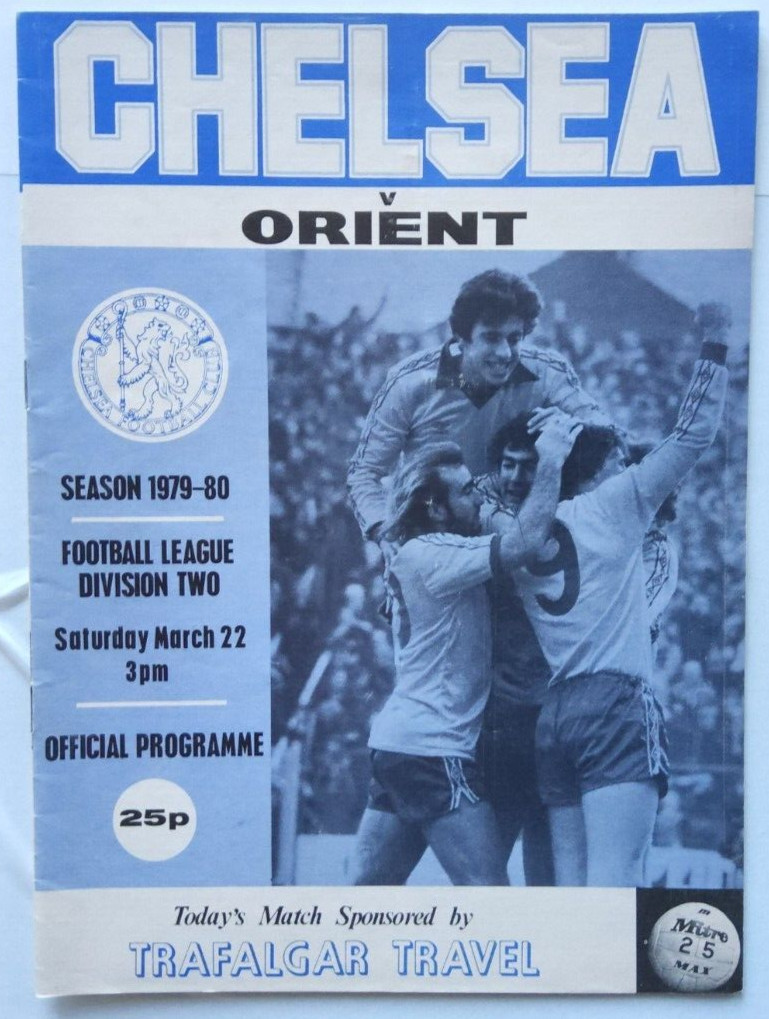 CHELSEA
v
ORIENT
CHELSEA FOOTBALL CLUB
SEASON 1979-80
FOOTBALL LEAGUE
DIVISION TWO
Saturday March 22
3pm
OFFICIAL PROGRAMME
25p
9
Today's Match Sponsored by
TRAFALGAR TRAVEL
m
Mitre
25
MAX